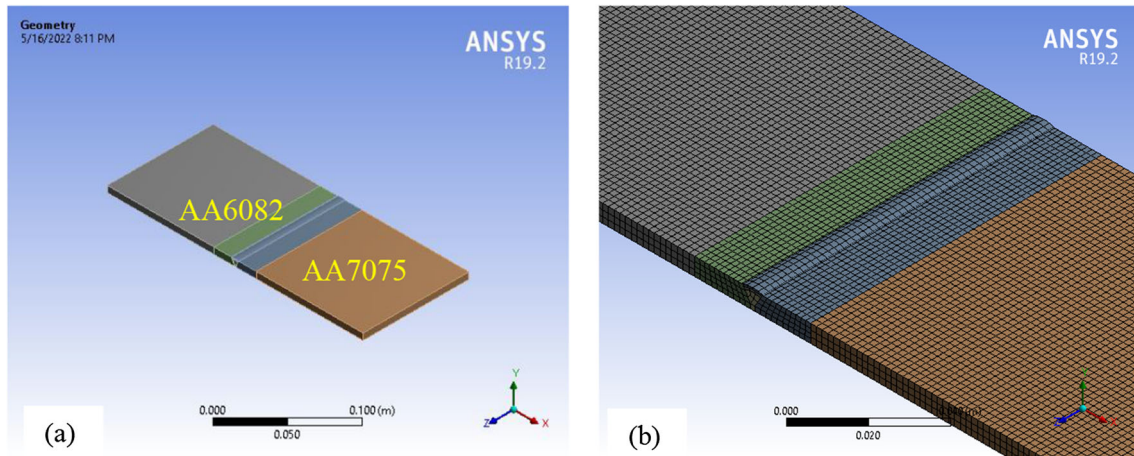 Geometry
5/16/2022 8:11 PM
ANSYS
R19.2
AA6082
AA7075
0.000
0.100 (m)
0.050
Y
Z
X
(a)
ANSYS
R19.2
0.000
(m)
0.020
Y
Z
X
(b)